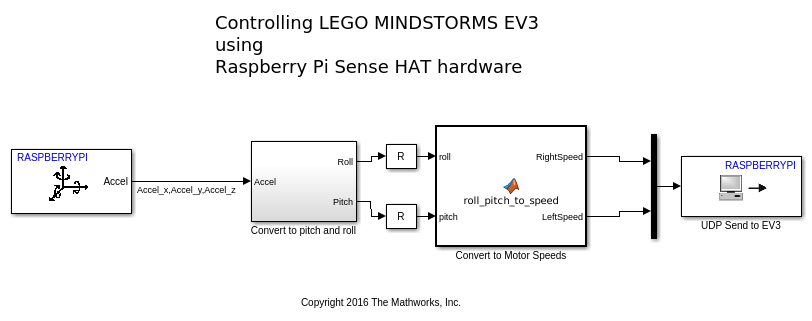 Controlling LEGO MINDSTORMS EV3
using
Raspberry Pi Sense HAT hardware
RASPBERRYPI
Accel
Accel_x,Accel_y,Accel_z
Accel
Roll
Pitch
Convert to pitch and roll
R
R
roll
pitch
roll_pitch_to_speed
RightSpeed
LeftSpeed
Convert to Motor Speeds
RASPBERRYPI
UDP Send to EV3
Copyright 2016 The Mathworks, Inc.